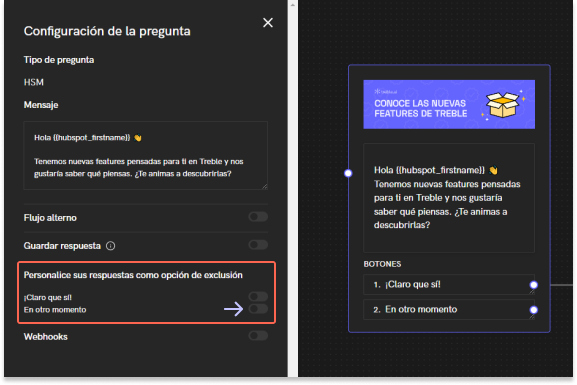 Configuración de la pregunta
Tipo de pregunta
HSM
Mensaje
Hola {{hubspot_firstname}} 👋
Tenemos nuevas features pensadas para ti en Treble y nos
gustaría saber qué piensas. ¿Te animas a descubrirlas?
Flujo alterno
Guardar respuesta
Personalice sus respuestas como opción de exclusión
¡Claro que sí!
En otro momento
Webhooks
CONOCE LAS NUEVAS
FEATURES DE TREBLE
Hola {{hubspot_firstname}} 👋
Tenemos nuevas features pensadas
para ti en Treble y nos gustaría
saber qué piensas. ¿Te animas a
descubrirlas?
BOTONES
1. ¡Claro que sí!
2. En otro momento